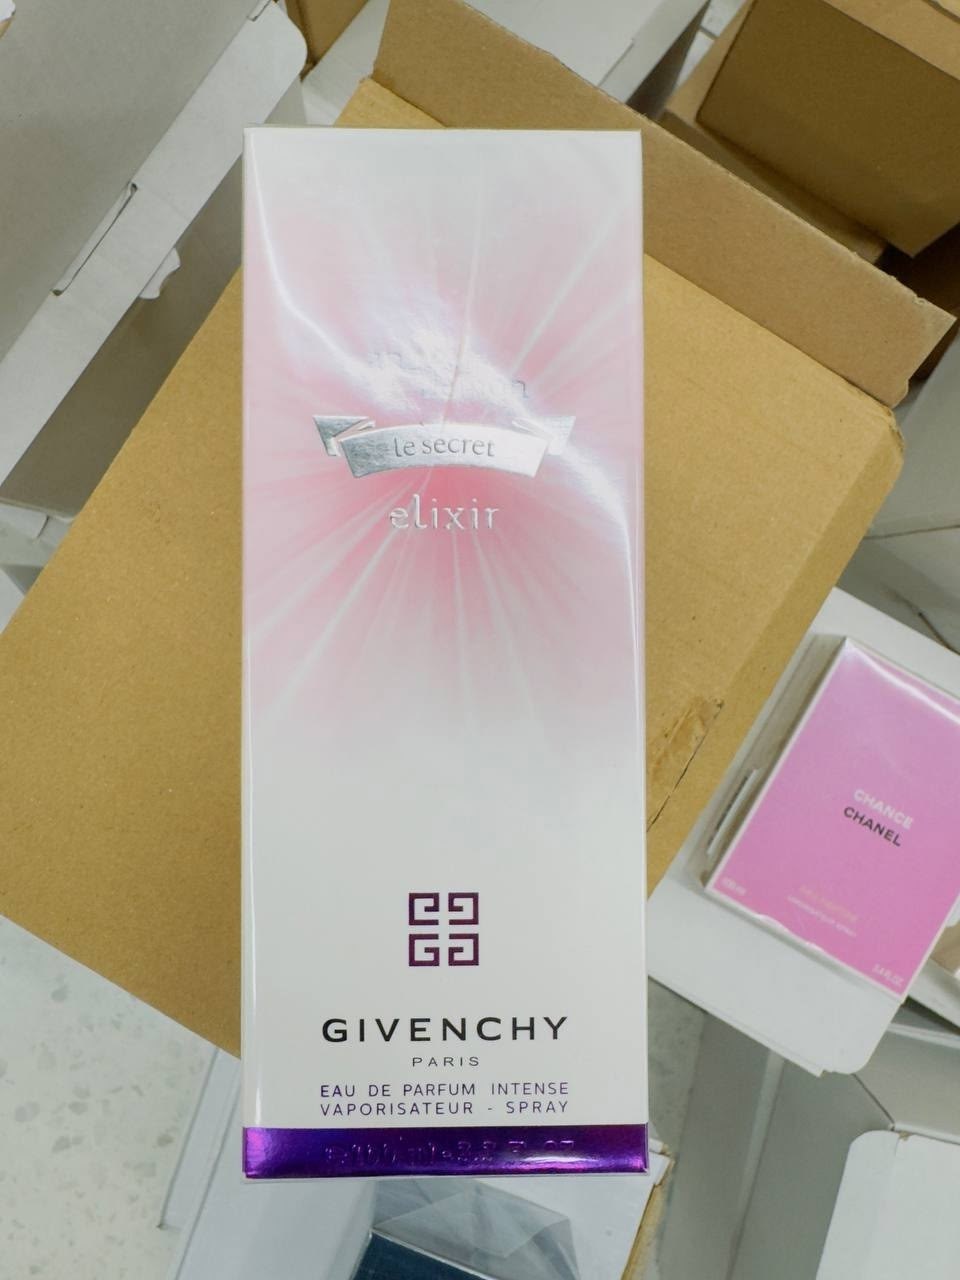 le secret
elixir
GIVENCHY
PARIS
EAU DE PARFUM INTENSE
VAPORISATEUR - SPRAY
CHANCE
CHANEL